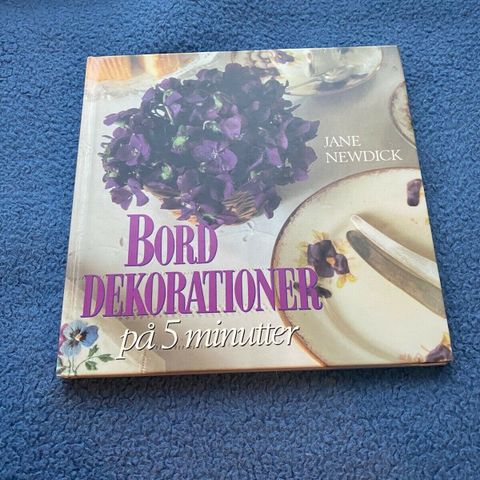 JANE
NEWDICK
BORD
DEKORATIONER
på 5 minutter